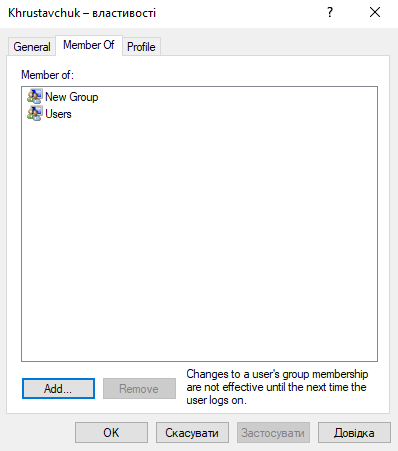 Khrustavchuk – властивості
?
General Member Of Profile
Member of:
New Group
Users
Add... Remove
Changes to a user's group membership
are not effective until the next time the
user logs on.
OK Скасувати Застосувати Довідка